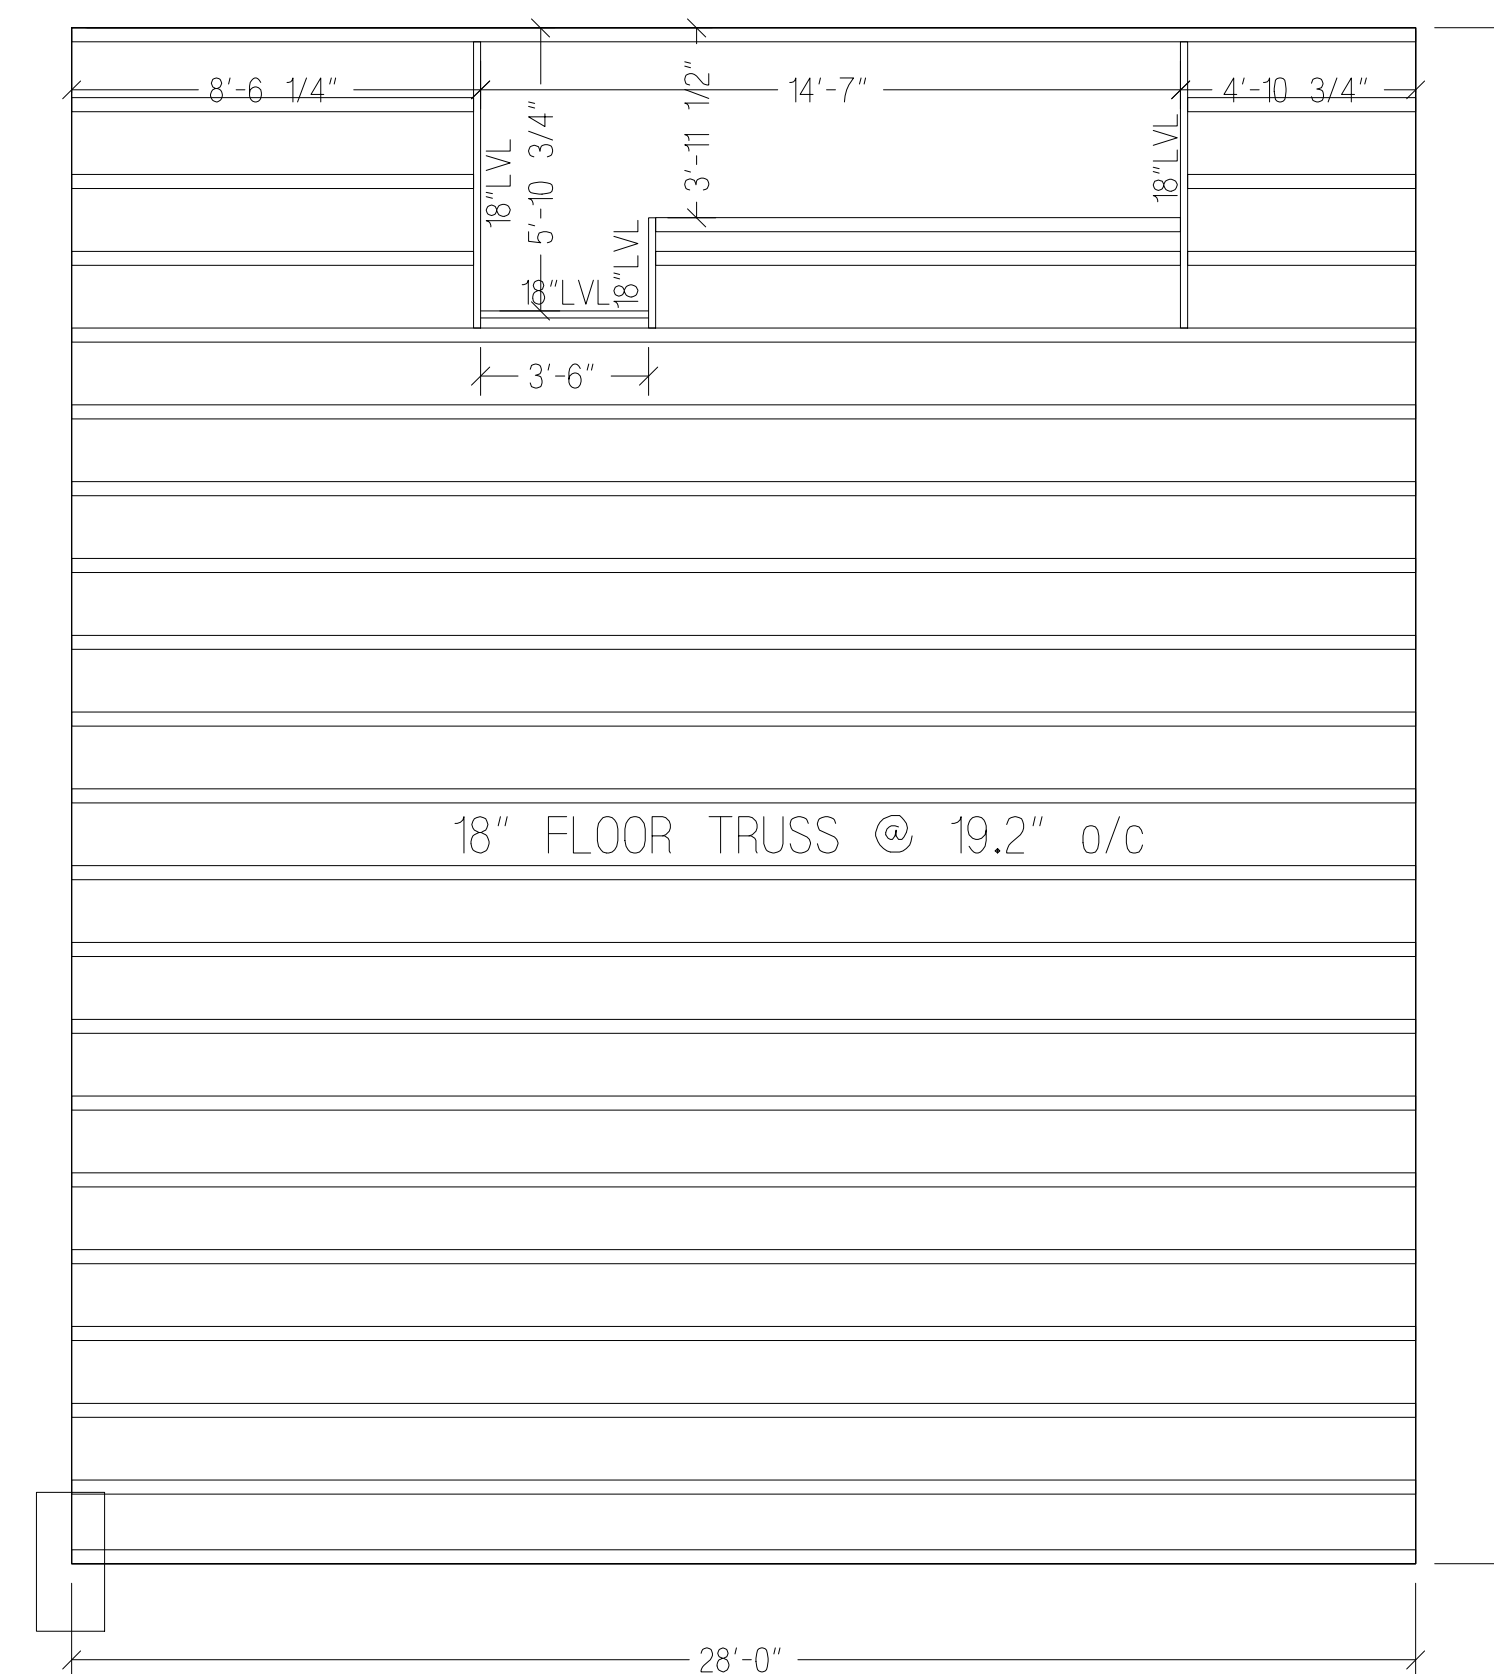 8'-6 1/4"
14'-7"
4'-10 3/4"
18"LVL
5'-10 3/4"
3'-11 1/2"
18"LVL
18"LVL
18"LVL
3'-6"
18" FLOOR TRUSS @ 19.2" o/c
28'-0"